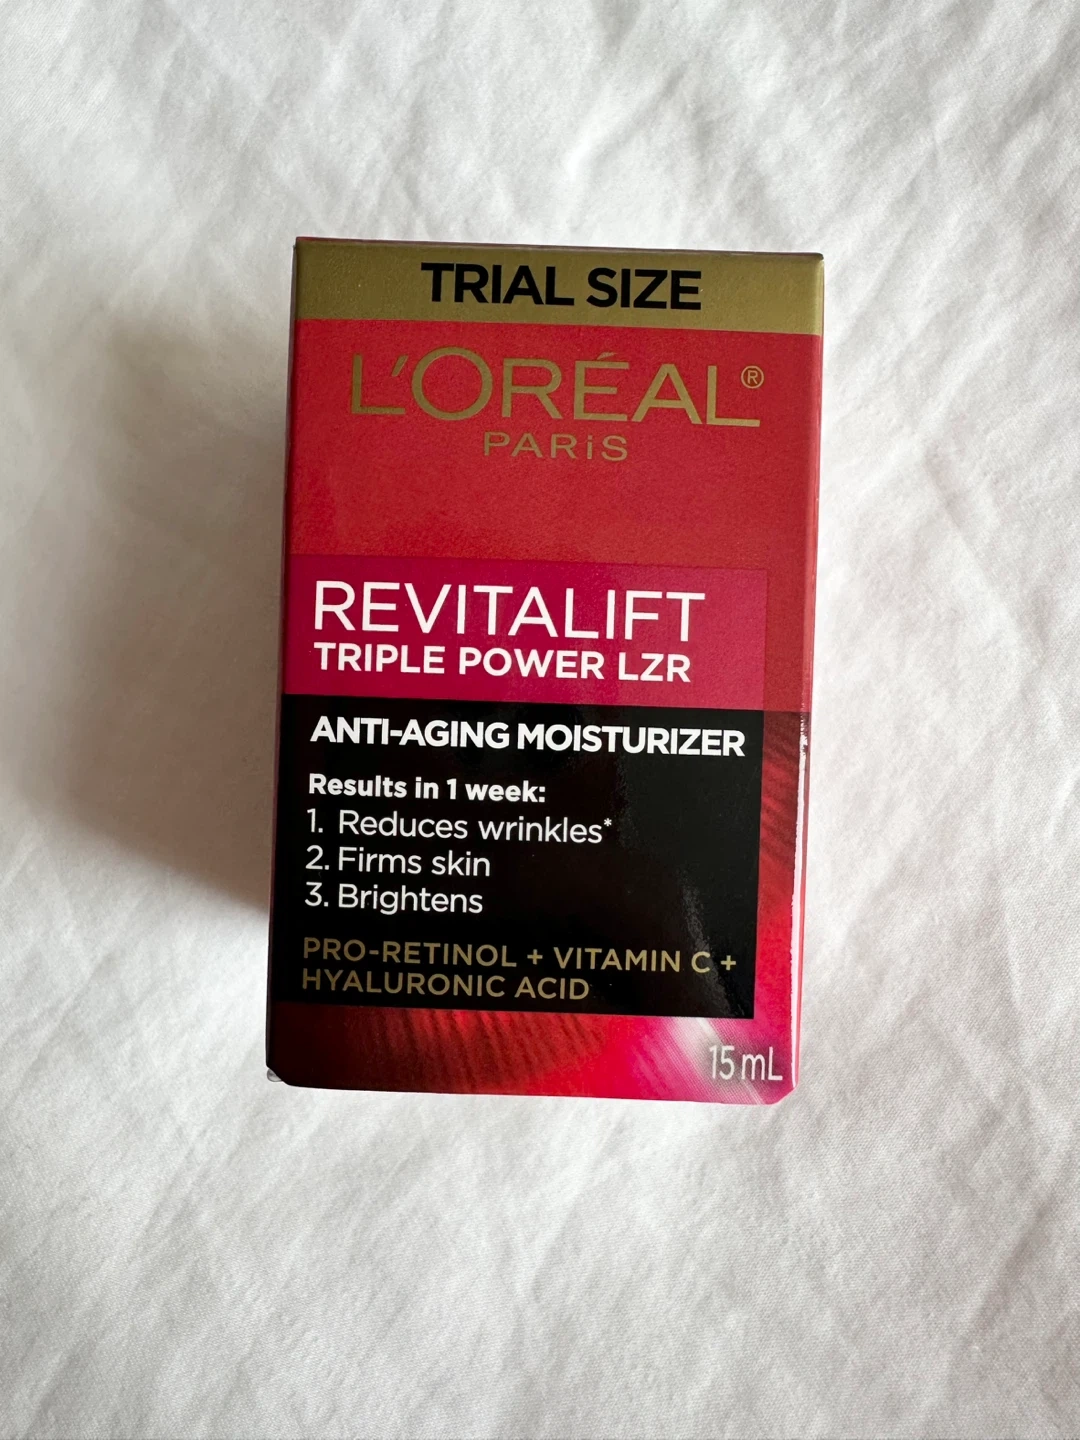 TRIAL SIZE
L'ORÉAL®
PARiS
REVITALIFT
TRIPLE POWER LZR
ANTI-AGING MOISTURIZER
Results in 1 week:
1. Reduces wrinkles*
2. Firms skin
3. Brightens
PRO-RETINOL + VITAMIN C +
HYALURONIC ACID
15 mL